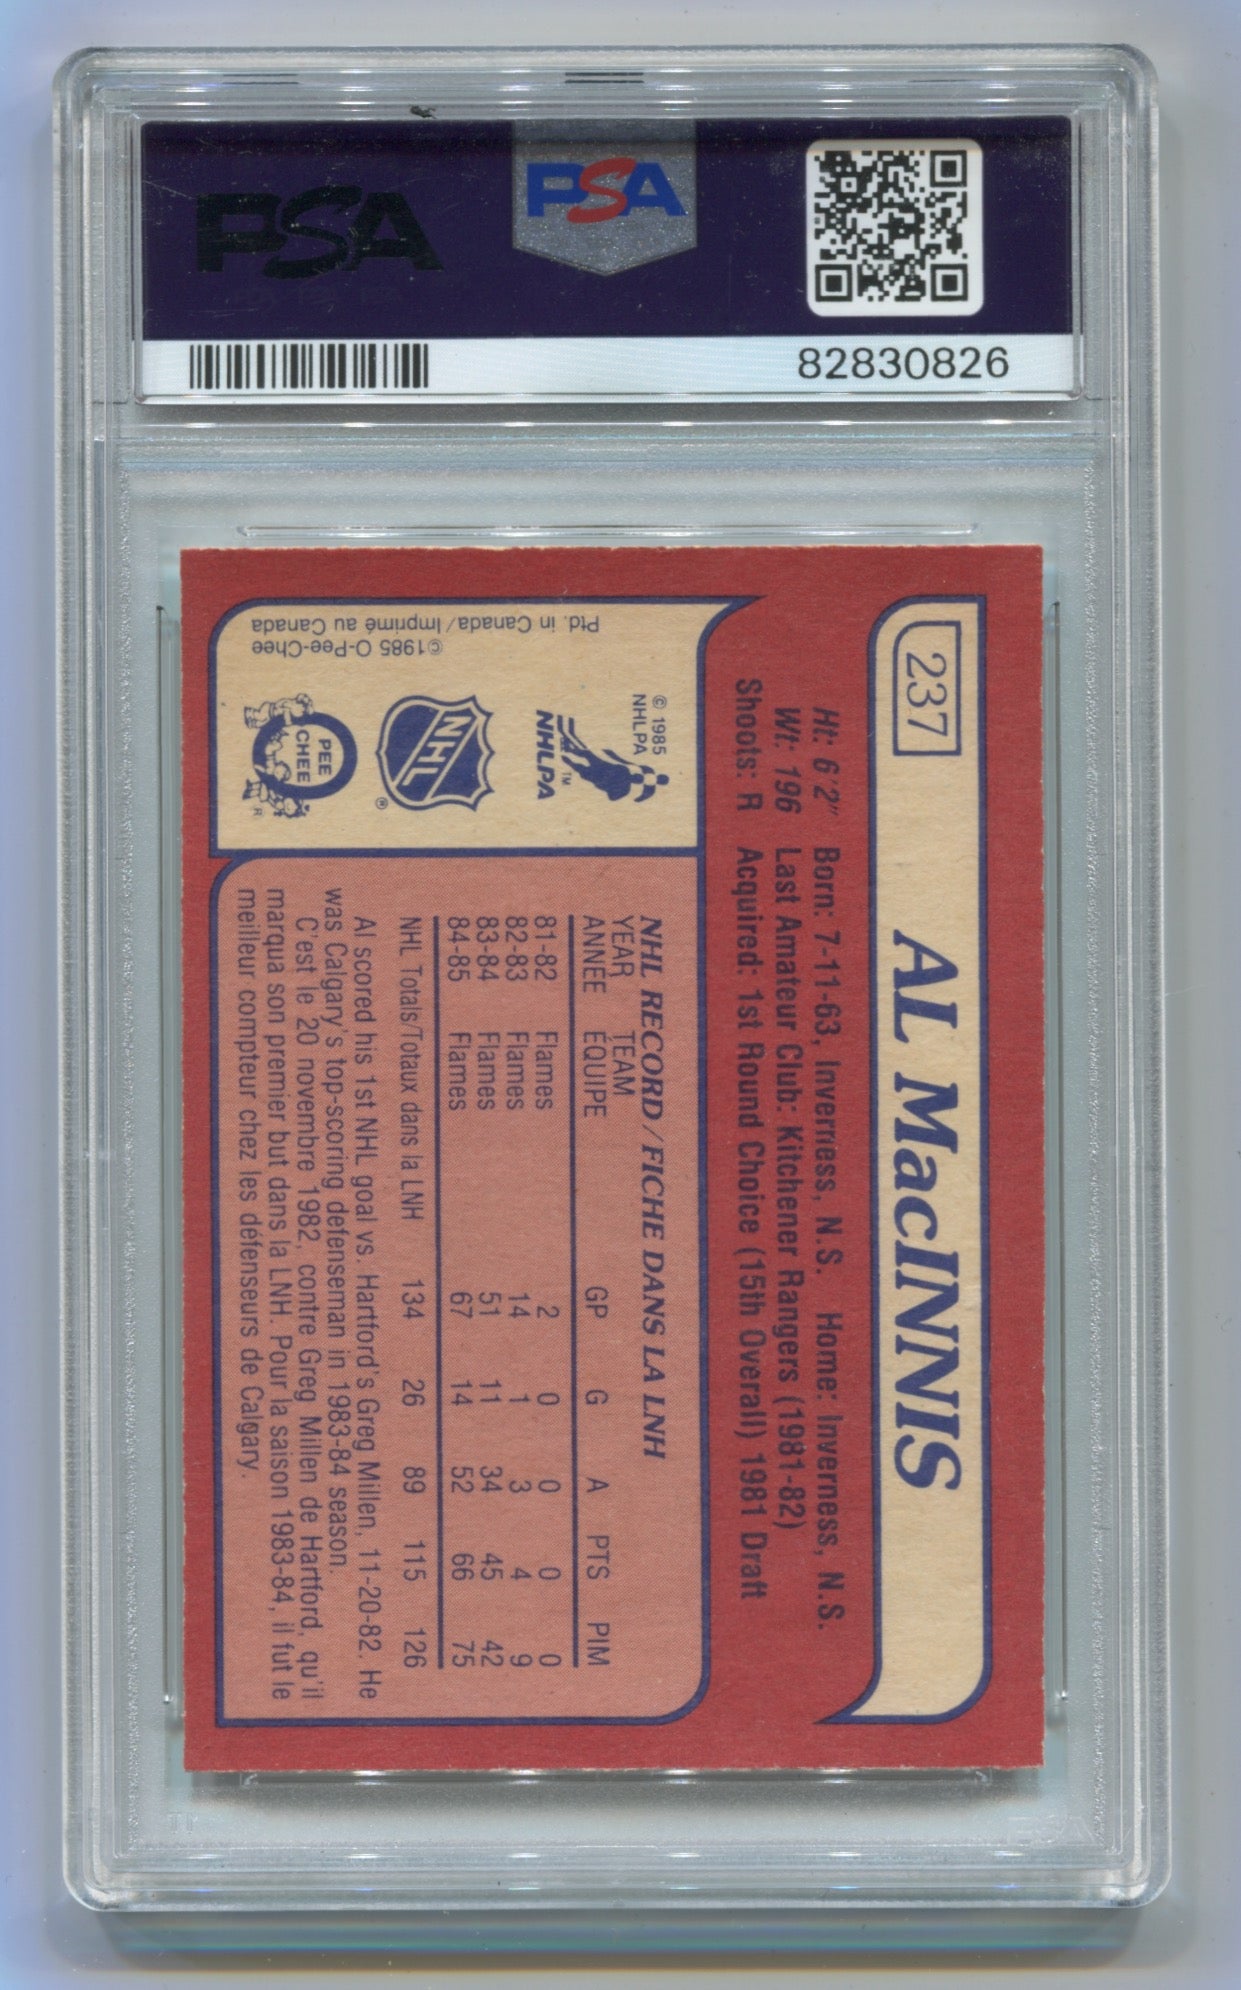 PSA
PSA
82830826
237
AL MacINNIS
Ht: 6'2" Born: 7-11-63, Inverness, N.S. Home: Inverness, N.S.
Wt: 196 Last Amateur Club: Kitchener Rangers (1981-82)
Shoots: R Acquired: 1st Round Choice (15th Overall) 1981 Draft
© 1985
NHLPA
NHLPA
TM
NHL
®
PEE
CHEE
R
©1985 O-Pee-Chee
Ptd. in Canada/Imprimé au Canada
NHL RECORD/FICHE DANS LA LNH
YEAR TEAM
ANNEE ÉQUIPE GP G A PTS PIM
81-82 Flames 2 0 0 0 0
82-83 Flames 14 1 3 4 9
83-84 Flames 51 11 34 45 42
84-85 Flames 67 14 52 66 75
NHL Totals/Totaux dans la LNH 134 26 89 115 126
Al scored his 1st NHL goal vs. Hartford's Greg Millen, 11-20-82. He
was Calgary's top-scoring defenseman in 1983-84 season.
C'est le 20 novembre 1982, contre Greg Millen de Hartford, qu'il
marqua son premier but dans la LNH. Pour la saison 1983-84, il fut le
meilleur compteur chez les défenseurs de Calgary.